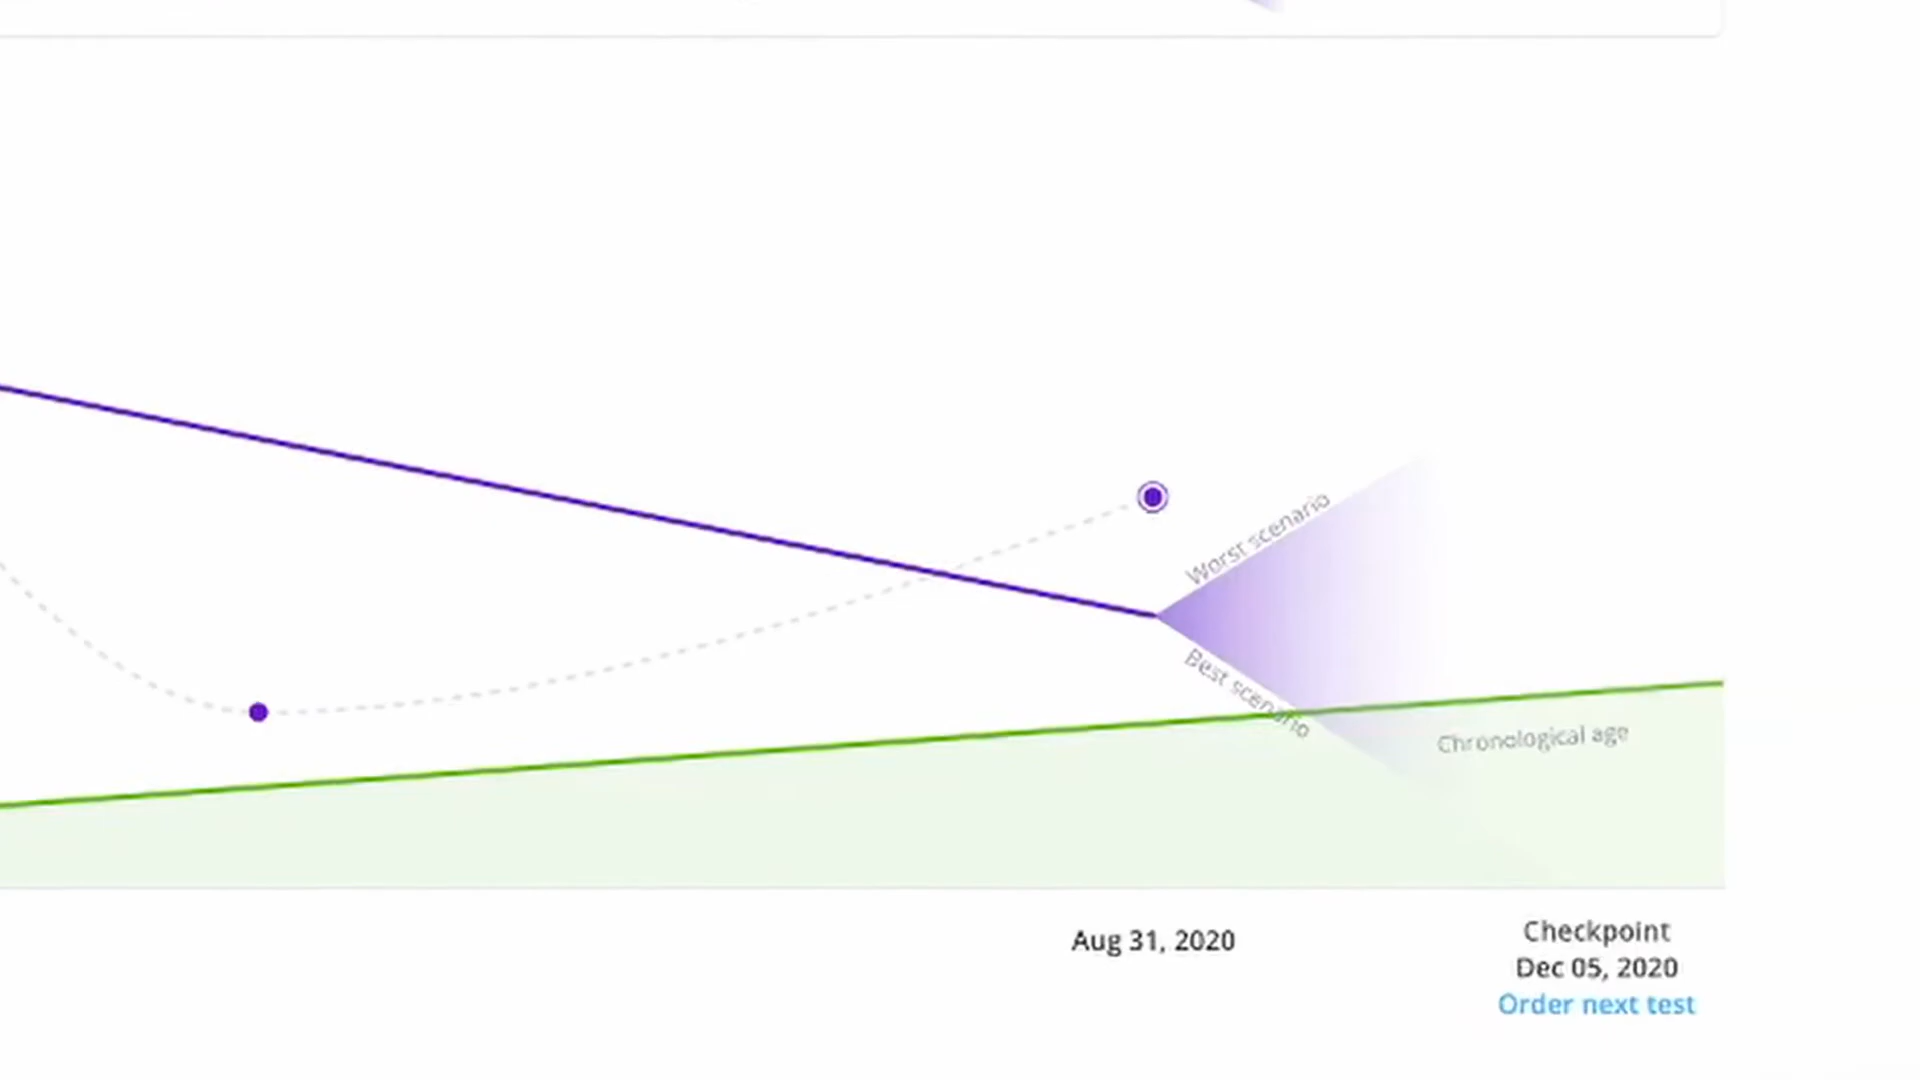 Worst scenario
Best scenario
Chronological age
Aug 31, 2020
Checkpoint
Dec 05, 2020
Order next test